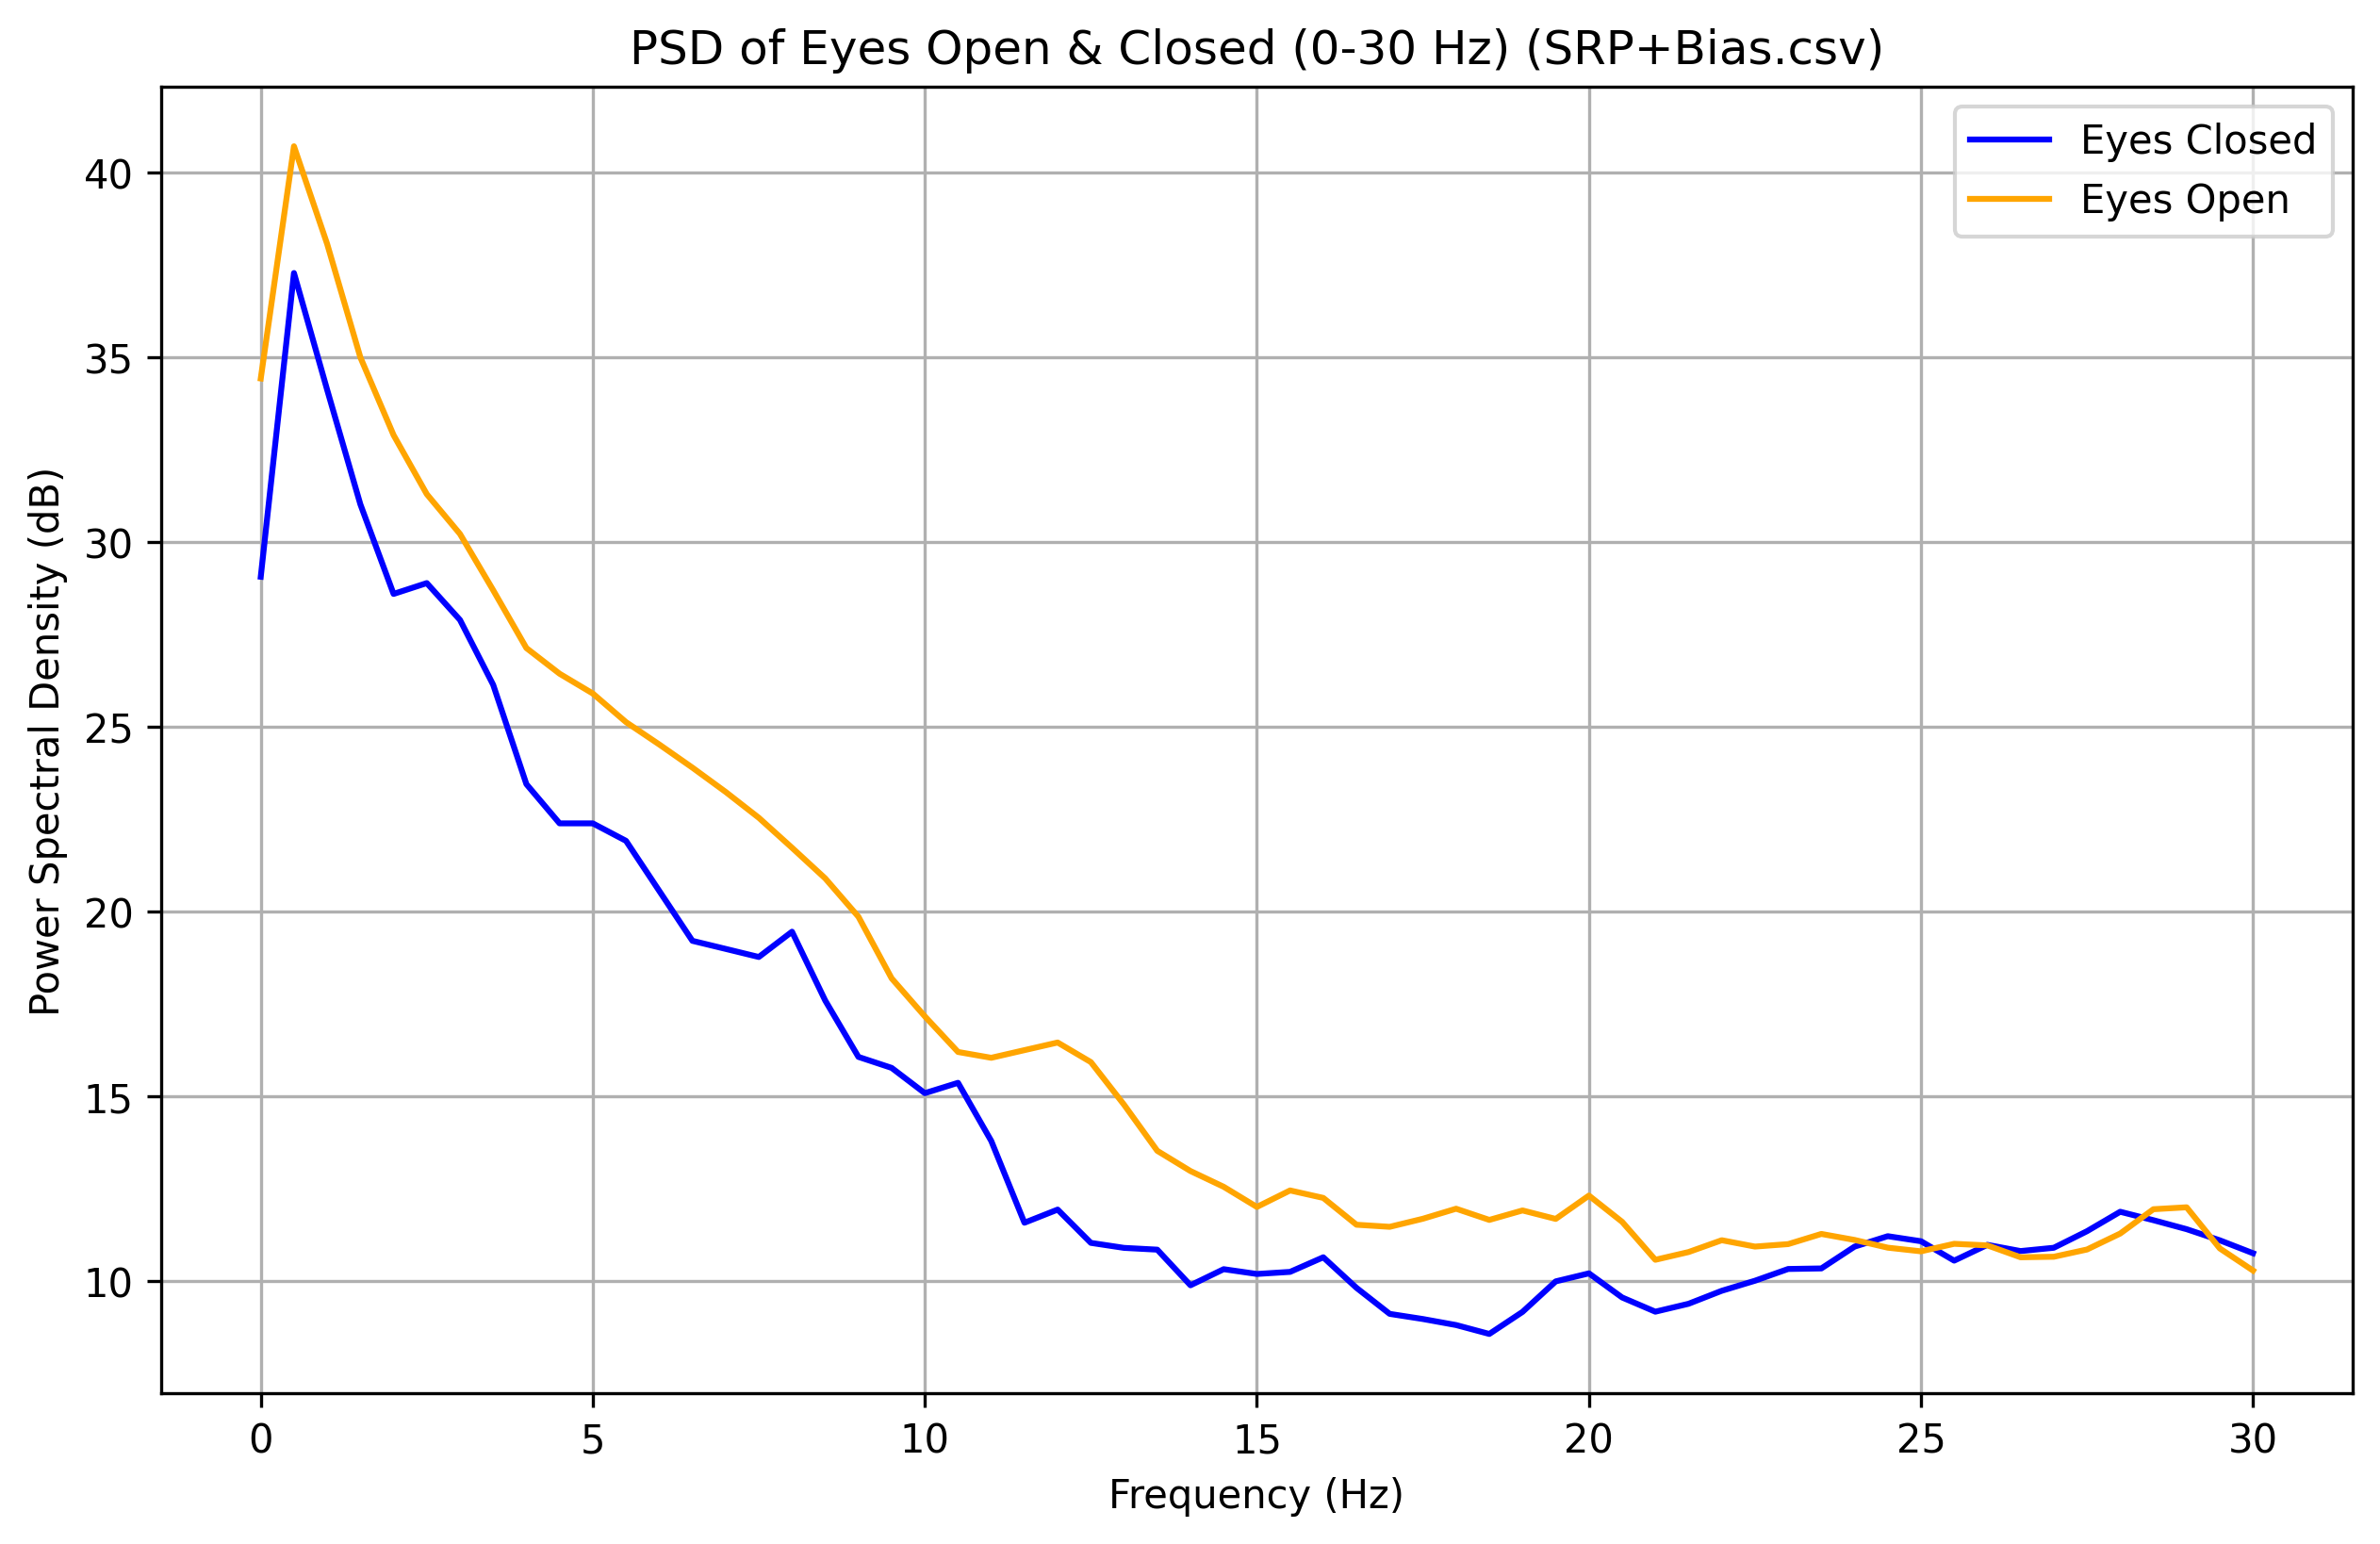 PSD of Eyes Open & Closed (0-30 Hz) (SRP+Bias.csv)
Eyes Closed
Eyes Open
Power Spectral Density (dB)
40
35
30
25
20
15
10
0 5 10 15 20 25 30
Frequency (Hz)